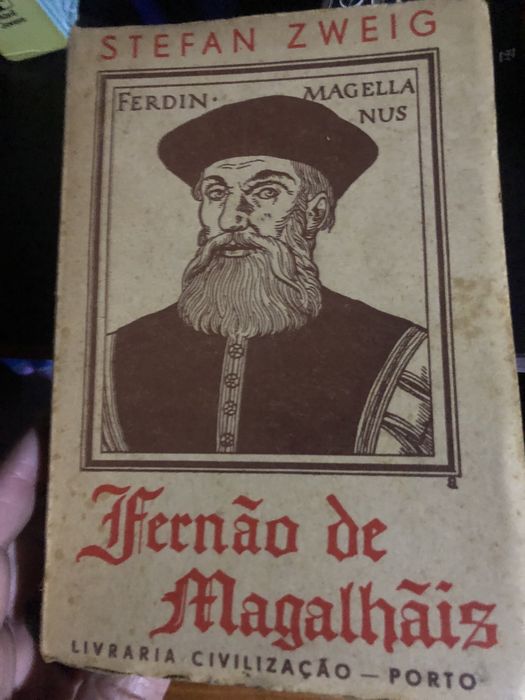 STEFAN ZWEIG
FERDIN· MAGELLA
NUS
Fernão de
Magalhãis
LIVRARIA CIVILIZAÇÃO — PORTO